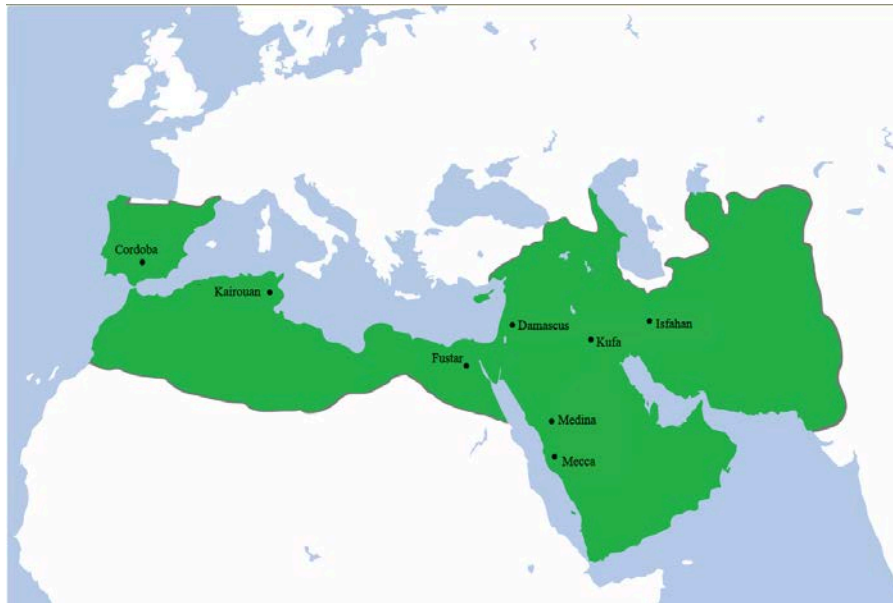 Cordoba
Kairouan
Damascus
Isfahan
Kufa
Fustar
Medina
Mecca